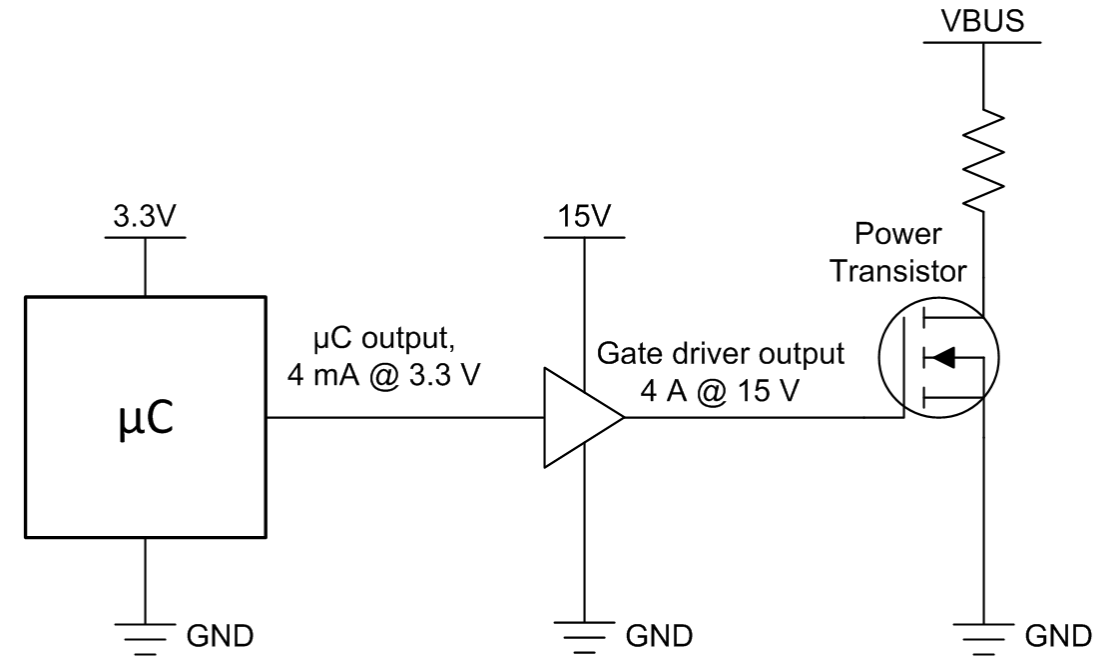 VBUS
3.3V
15V
Power
Transistor
µC output,
4 mA @ 3.3 V
Gate driver output
4 A @ 15 V
µC
GND
GND
GND